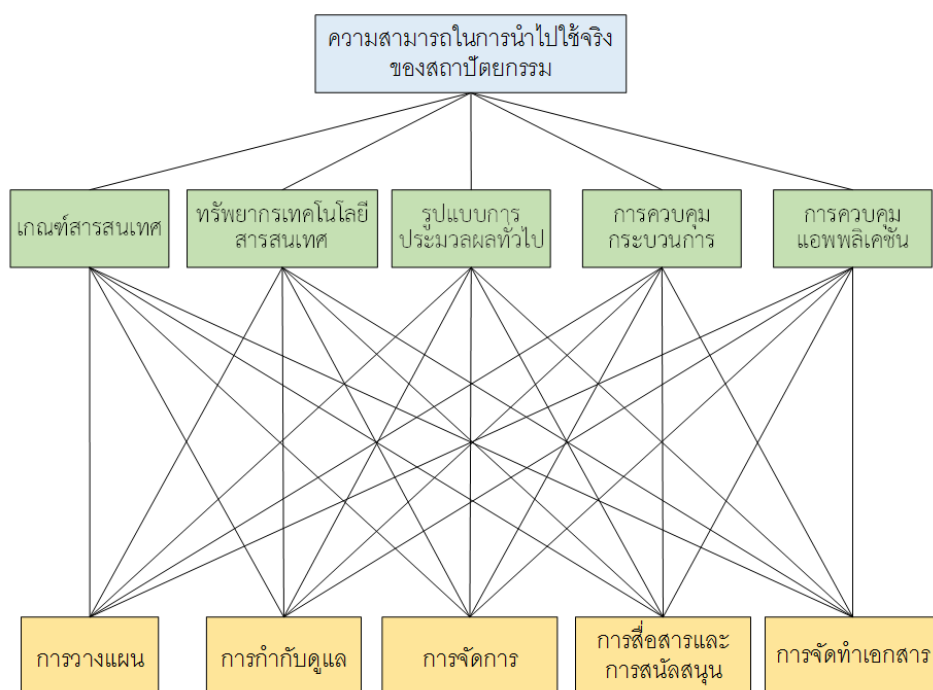 ความสามารถในการนำไปใช้จริง
ของสถาปัตยกรรม
เกณฑ์สารสนเทศ
ทรัพยากรเทคโนโลยี
สารสนเทศ
รูปแบบการ
ประมวลผลทั่วไป
การควบคุม
กระบวนการ
การควบคุม
แอพพลิเคชัน
การวางแผน
การกำกับดูแล
การจัดการ
การสื่อสารและ
การสนัลสนุน
การจัดทำเอกสาร